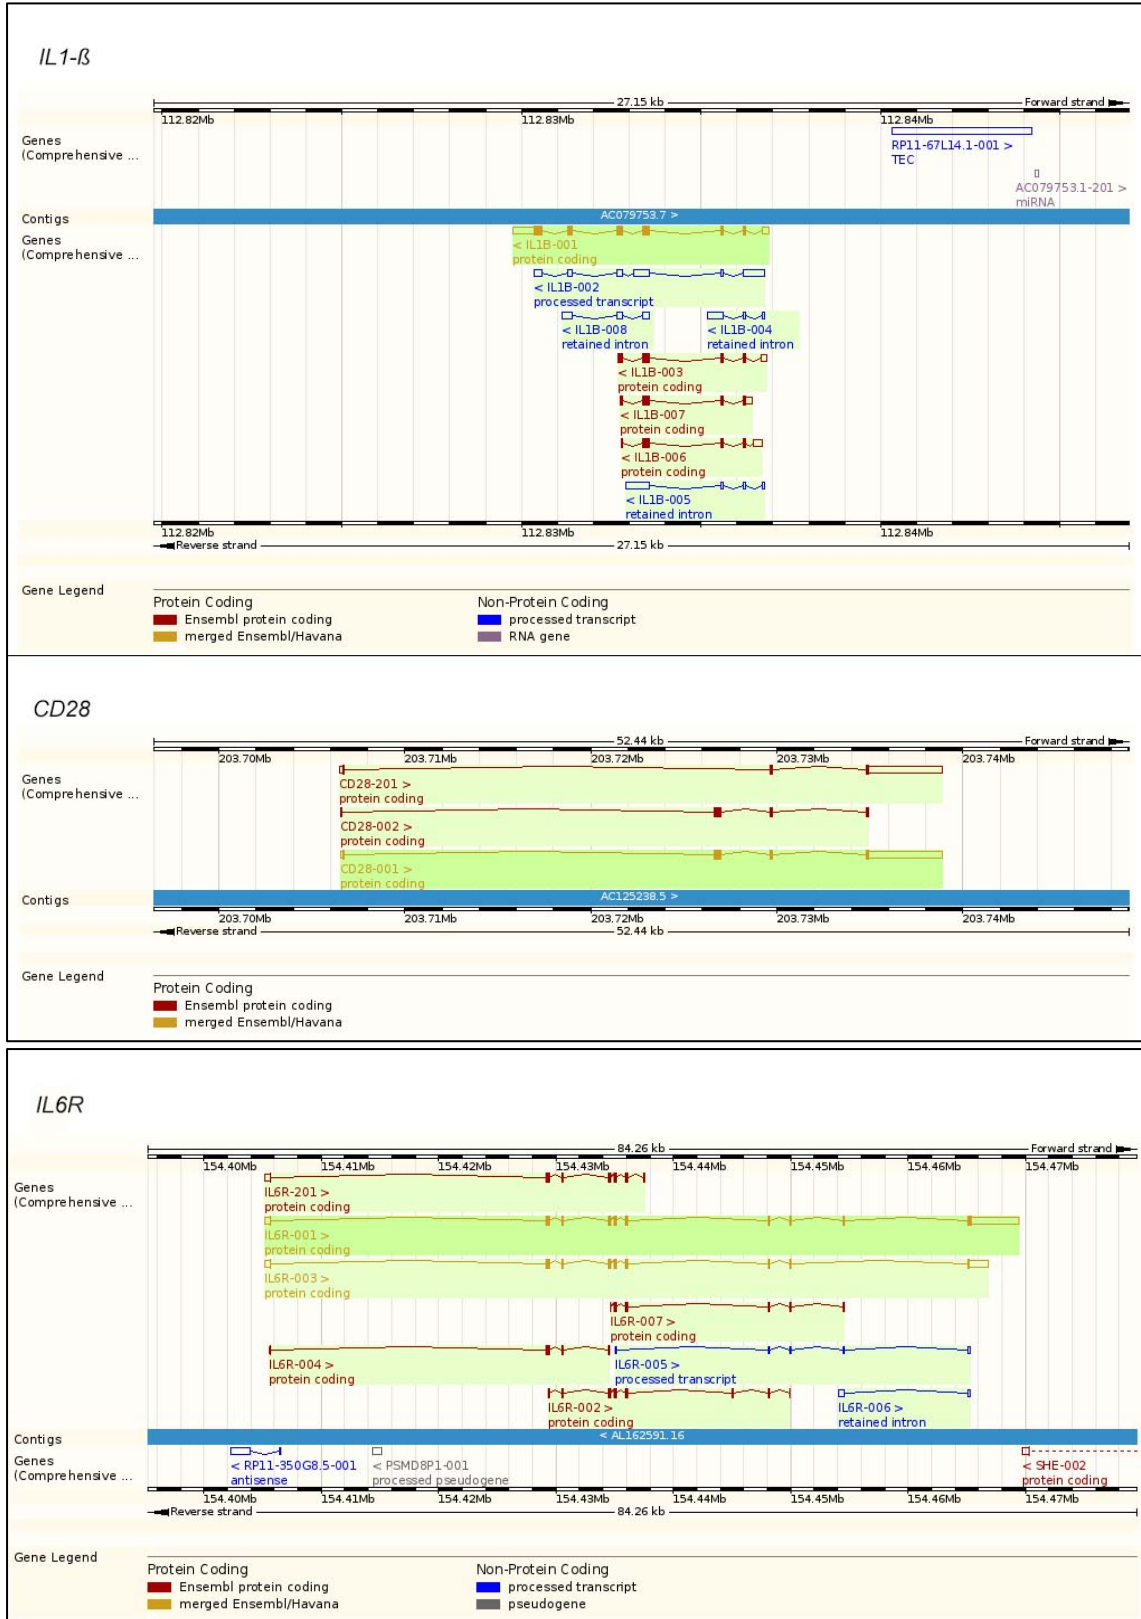 IL1-ß
27.15 kb
Forward strand
112.82Mb 112.83Mb 112.84Mb
Genes
(Comprehensive ...
RP11-67L14.1-001 >
TEC
AC079753.1-201 >
miRNA
Contigs
AC079753.7 >
Genes
(Comprehensive ...
< IL1B-001
protein coding
< IL1B-002
processed transcript
< IL1B-008 < IL1B-004
retained intron retained intron
< IL1B-003
protein coding
< IL1B-007
protein coding
< IL1B-006
protein coding
< IL1B-005
retained intron
112.82Mb 112.83Mb 112.84Mb
Reverse strand 27.15 kb
Gene Legend
Protein Coding Non-Protein Coding
Ensembl protein coding processed transcript
merged Ensembl/Havana RNA gene
CD28
52.44 kb Forward strand
203.70Mb 203.71Mb 203.72Mb 203.73Mb 203.74Mb
Genes
(Comprehensive ...
CD28-201 >
protein coding
CD28-002 >
protein coding
CD28-001 >
protein coding
Contigs
AC125238.5 >
203.70Mb 203.71Mb 203.72Mb 203.73Mb 203.74Mb
Reverse strand 52.44 kb
Gene Legend
Protein Coding
Ensembl protein coding
merged Ensembl/Havana
IL6R
84.26 kb Forward strand
154.40Mb 154.41Mb 154.42Mb 154.43Mb 154.44Mb 154.45Mb 154.46Mb 154.47Mb
Genes
(Comprehensive ...
IL6R-201 >
protein coding
IL6R-001 >
protein coding
IL6R-003 >
protein coding
IL6R-007 >
protein coding
IL6R-004 > IL6R-005 >
protein coding processed transcript
IL6R-002 > IL6R-006 >
protein coding retained intron
Contigs
< AL162591.16
Genes
(Comprehensive ...
< RP11-350G8.5-001 < PSMD8P1-001 < SHE-002
antisense processed pseudogene protein coding
154.40Mb 154.41Mb 154.42Mb 154.43Mb 154.44Mb 154.45Mb 154.46Mb 154.47Mb
Reverse strand 84.26 kb
Gene Legend
Protein Coding Non-Protein Coding
Ensembl protein coding processed transcript
merged Ensembl/Havana pseudogene